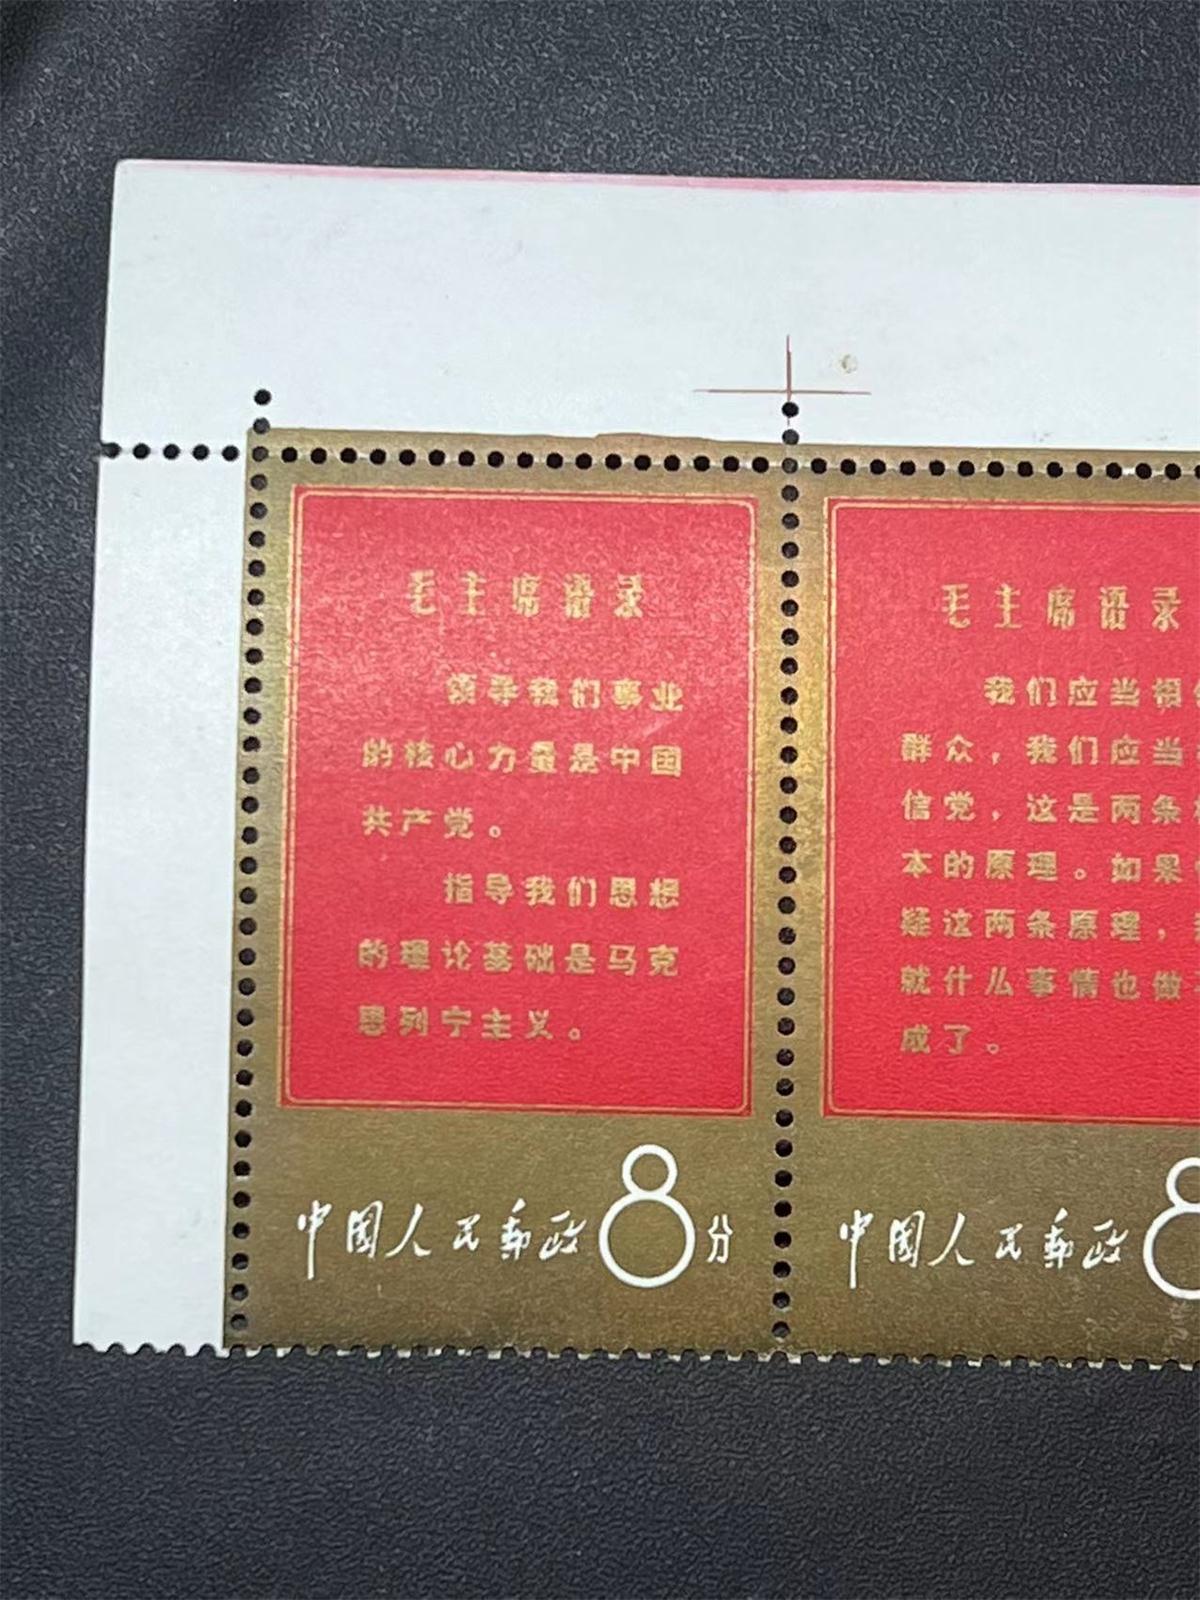 毛主席语录
领导我们事业
的核心力量是中国
共产党。
指导我们思想
的理论基础是马克
思列宁主义。
中国人民邮政8分
毛主席语录
我们应当相
群众，我们应当
信党，这是两条
本的原理。如果
疑这两条原理，
就什么事情也做
成了。
中国人民邮政8